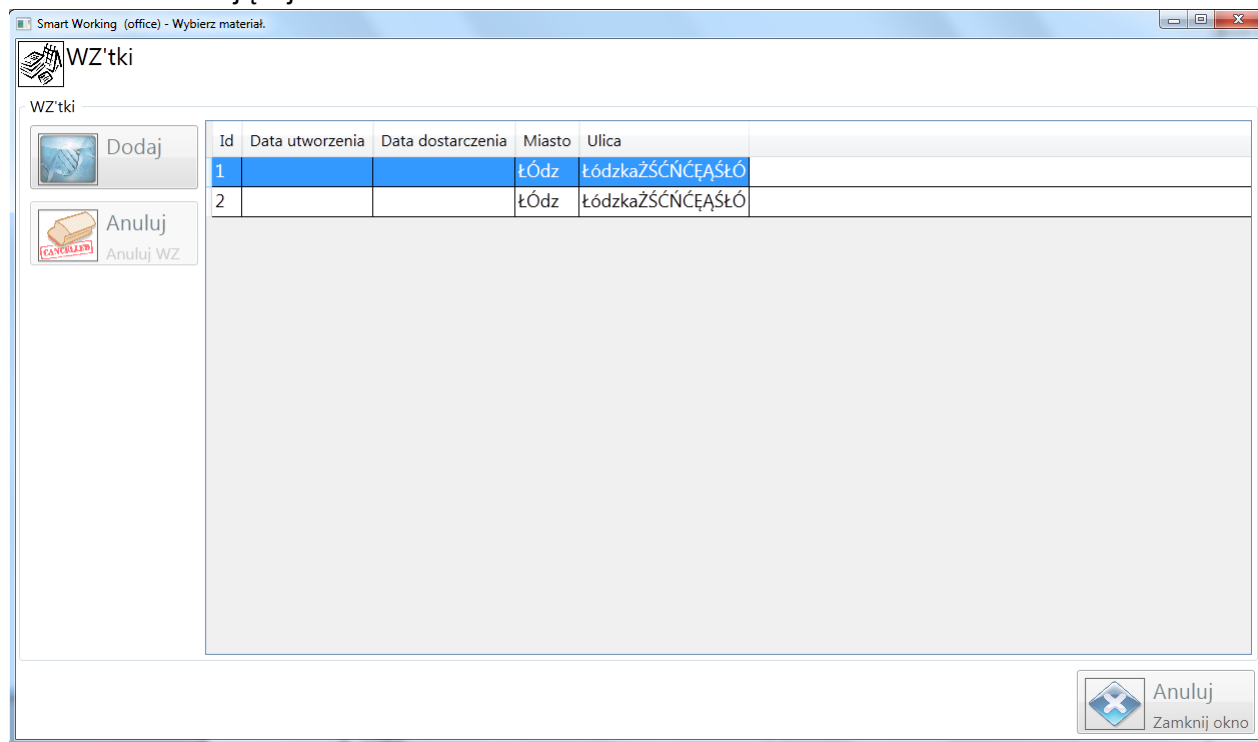 Smart Working (office) - Wybierz materiał.
WZ'tki
WZ'tki
Dodaj
Anuluj
CANCELLED
Anuluj WZ
Id Data utworzenia Data dostarczenia Miasto Ulica
1 ŁÓdz ŁódzkaŻŚĆŃĆĘĄŚŁÓ
2 ŁÓdz ŁódzkaŻŚĆŃĆĘĄŚŁÓ
Anuluj
Zamknij okno